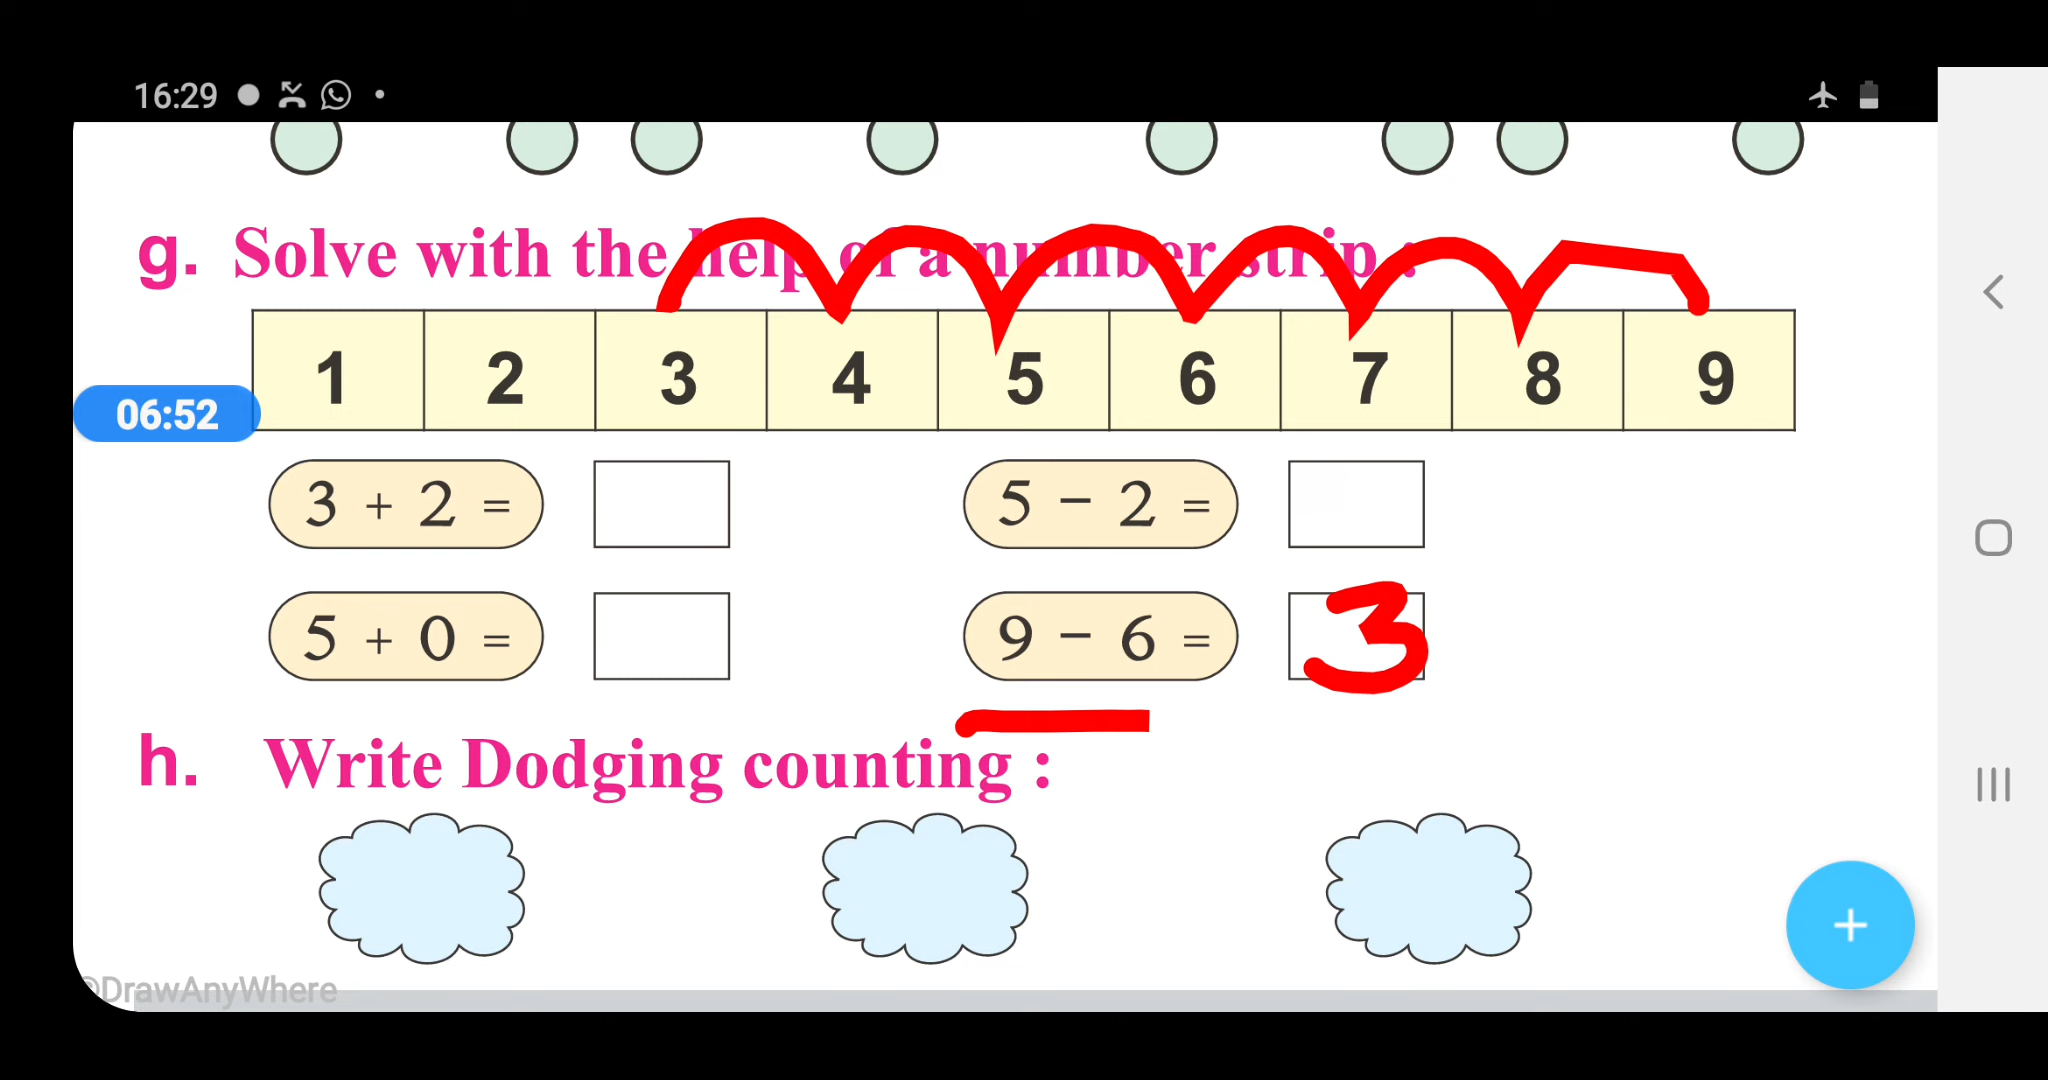 16:29
g. Solve with the help of a number strip :
1 2 3 4 5 6 7 8 9
06:52
3 + 2 = 5 - 2 =
5 + 0 = 9 - 6 = 3
h. Write Dodging counting :
©DrawAnyWhere